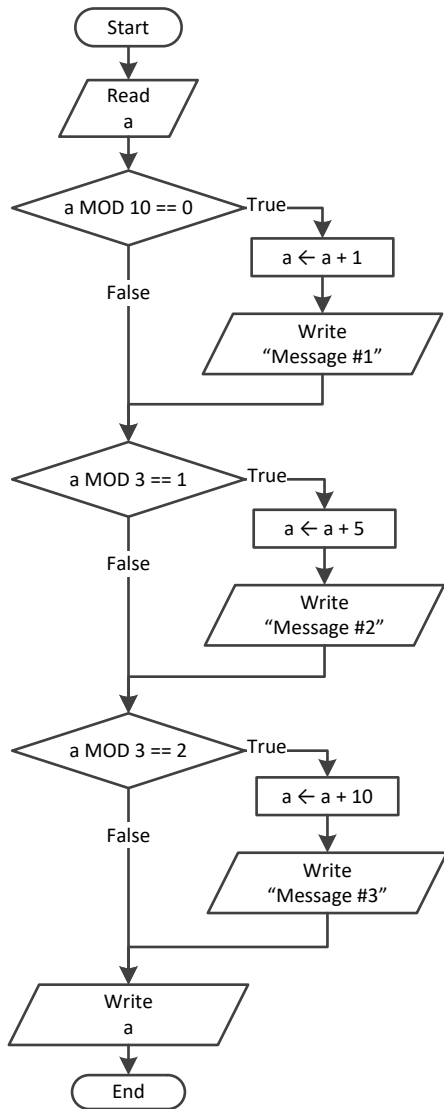 Start
Read
a
a MOD 10 == 0
True
a ← a + 1
False
Write
“Message #1”
a MOD 3 == 1
True
a ← a + 5
False
Write
“Message #2”
a MOD 3 == 2
True
a ← a + 10
False
Write
“Message #3”
Write
a
End